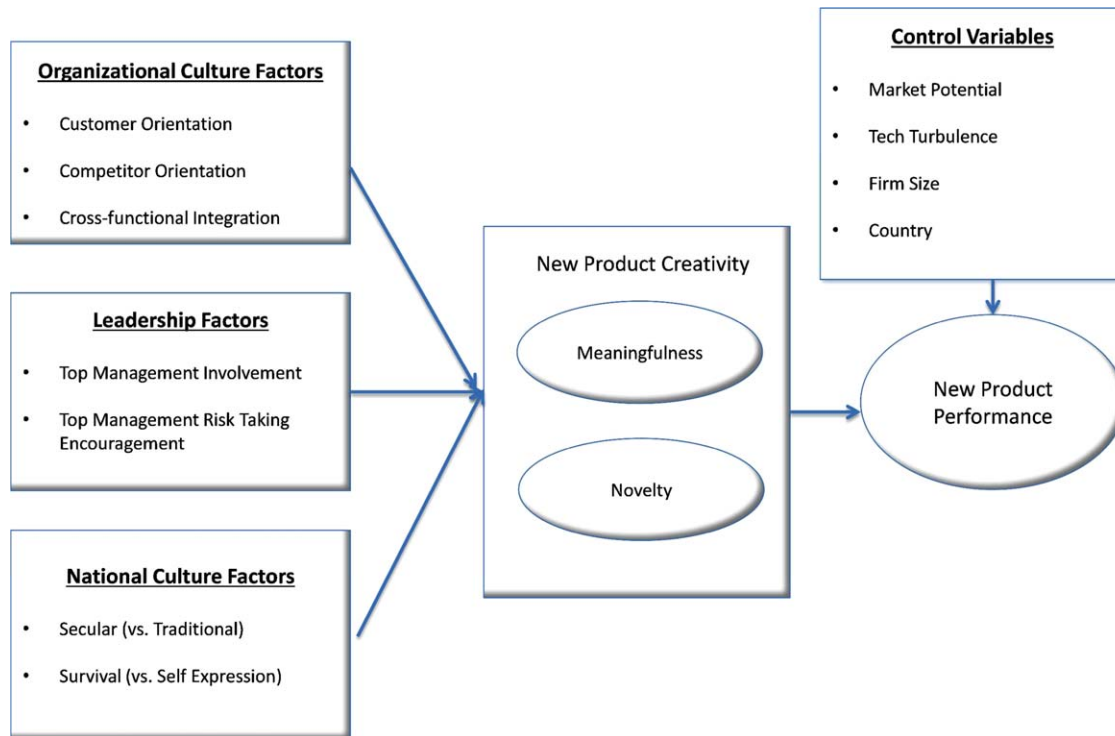 Organizational Culture Factors
• Customer Orientation
• Competitor Orientation
• Cross-functional Integration
Leadership Factors
• Top Management Involvement
• Top Management Risk Taking
Encouragement
National Culture Factors
• Secular (vs. Traditional)
• Survival (vs. Self Expression)
New Product Creativity
Meaningfulness
Novelty
Control Variables
• Market Potential
• Tech Turbulence
• Firm Size
• Country
New Product
Performance